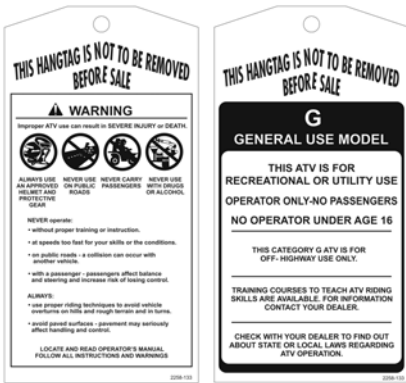 THIS HANGTAG IS NOT TO BE REMOVED
BEFORE SALE
WARNING
Improper ATV use can result in SEVERE INJURY or DEATH.
ALWAYS USE
AN APPROVED
HELMET AND
PROTECTIVE
GEAR
NEVER USE
ON PUBLIC
ROADS
NEVER CARRY
PASSENGERS
NEVER USE
WITH DRUGS
OR ALCOHOL
NEVER operate:
• without proper training or instruction.
• at speeds too fast for your skills or the conditions.
• on public roads - a collision can occur with
another vehicle.
• with a passenger - passengers affect balance
and steering and increase risk of losing control.
ALWAYS:
• use proper riding techniques to avoid vehicle
overturns on hills and rough terrain and in turns.
• avoid paved surfaces - pavement may seriously
affect handling and control.
LOCATE AND READ OPERATOR'S MANUAL
FOLLOW ALL INSTRUCTIONS AND WARNINGS
2258-133
THIS HANGTAG IS NOT TO BE REMOVED
BEFORE SALE
G
GENERAL USE MODEL
THIS ATV IS FOR
RECREATIONAL OR UTILITY USE
OPERATOR ONLY-NO PASSENGERS
NO OPERATOR UNDER AGE 16
THIS CATEGORY G ATV IS FOR
OFF- HIGHWAY USE ONLY.
TRAINING COURSES TO TEACH ATV RIDING
SKILLS ARE AVAILABLE. FOR INFORMATION
CONTACT YOUR DEALER.
CHECK WITH YOUR DEALER TO FIND OUT
ABOUT STATE OR LOCAL LAWS REGARDING
ATV OPERATION.
2258-133